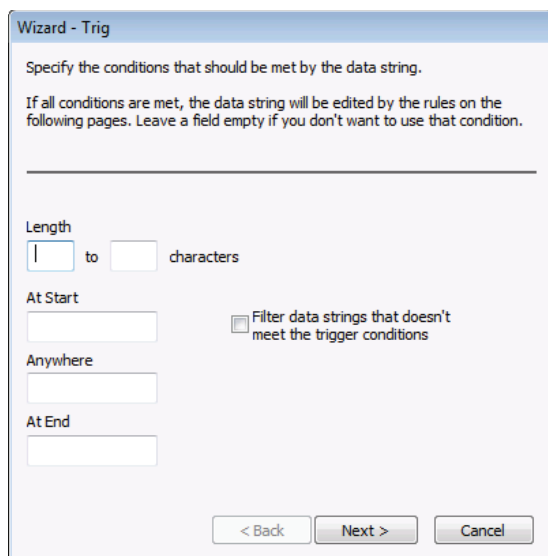 Wizard - Trig
Specify the conditions that should be met by the data string.
If all conditions are met, the data string will be edited by the rules on the
following pages. Leave a field empty if you don't want to use that condition.
Length
to characters
At Start
Filter data strings that doesn't
meet the trigger conditions
Anywhere
At End
< Back Next > Cancel